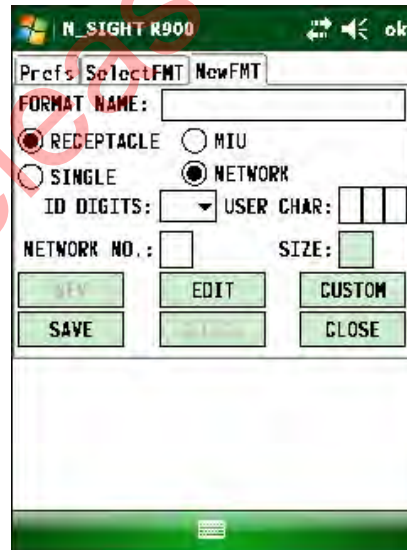 N_SIGHT R900 ok
Prefs SelectFMT NewFMT
FORMAT NAME:
RECEPTACLE MIU
SINGLE NETWORK
ID DIGITS: USER CHAR:
NETWORK NO.: SIZE:
EDIT CUSTOM
SAVE CLOSE